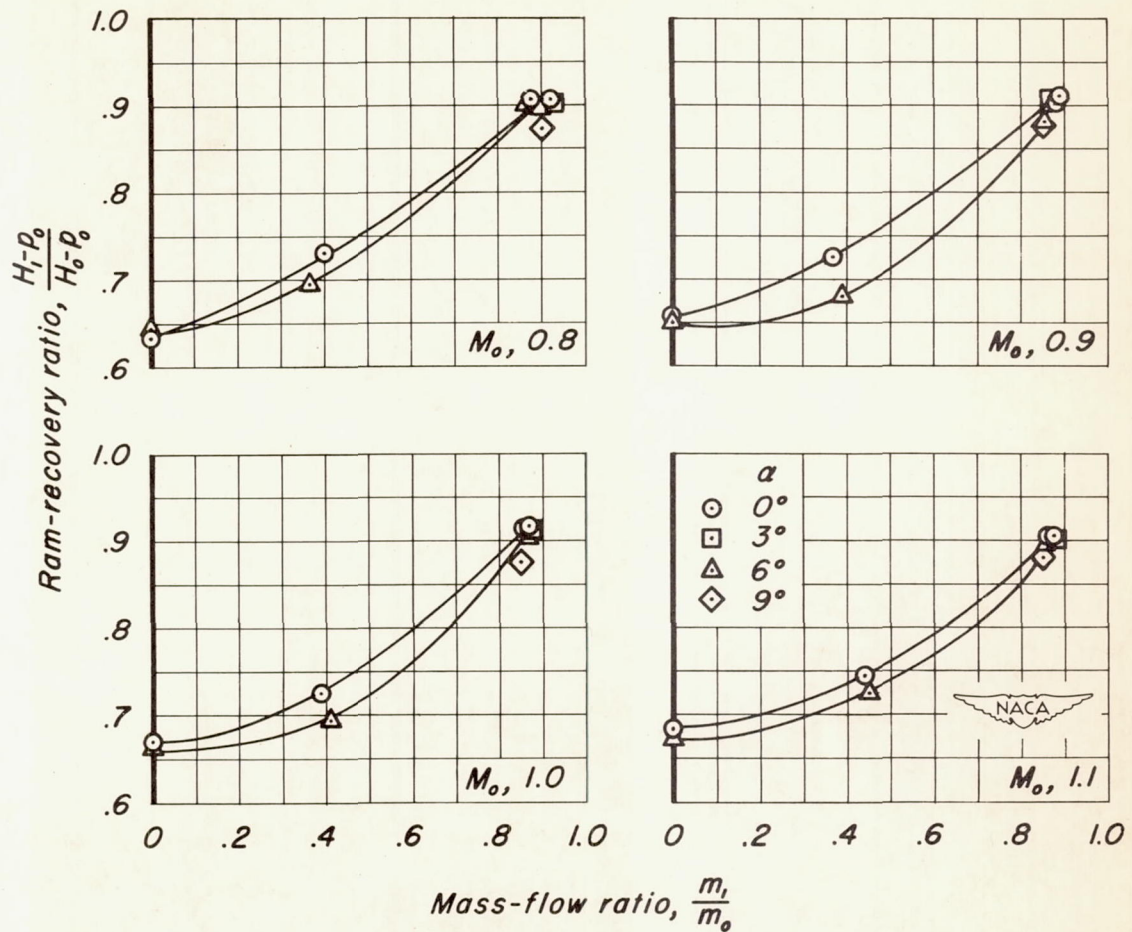 1.0
.9
.8
.7
.6
M₀, 0.8
M₀, 0.9
Ram-recovery ratio, H₁-p₀ / H₀-p₀
1.0
.9
.8
.7
.6
M₀, 1.0
α
0°
3°
6°
9°
NACA
M₀, 1.1
0 .2 .4 .6 .8 1.0
0 .2 .4 .6 .8 1.0
Mass-flow ratio, m₁ / m₀